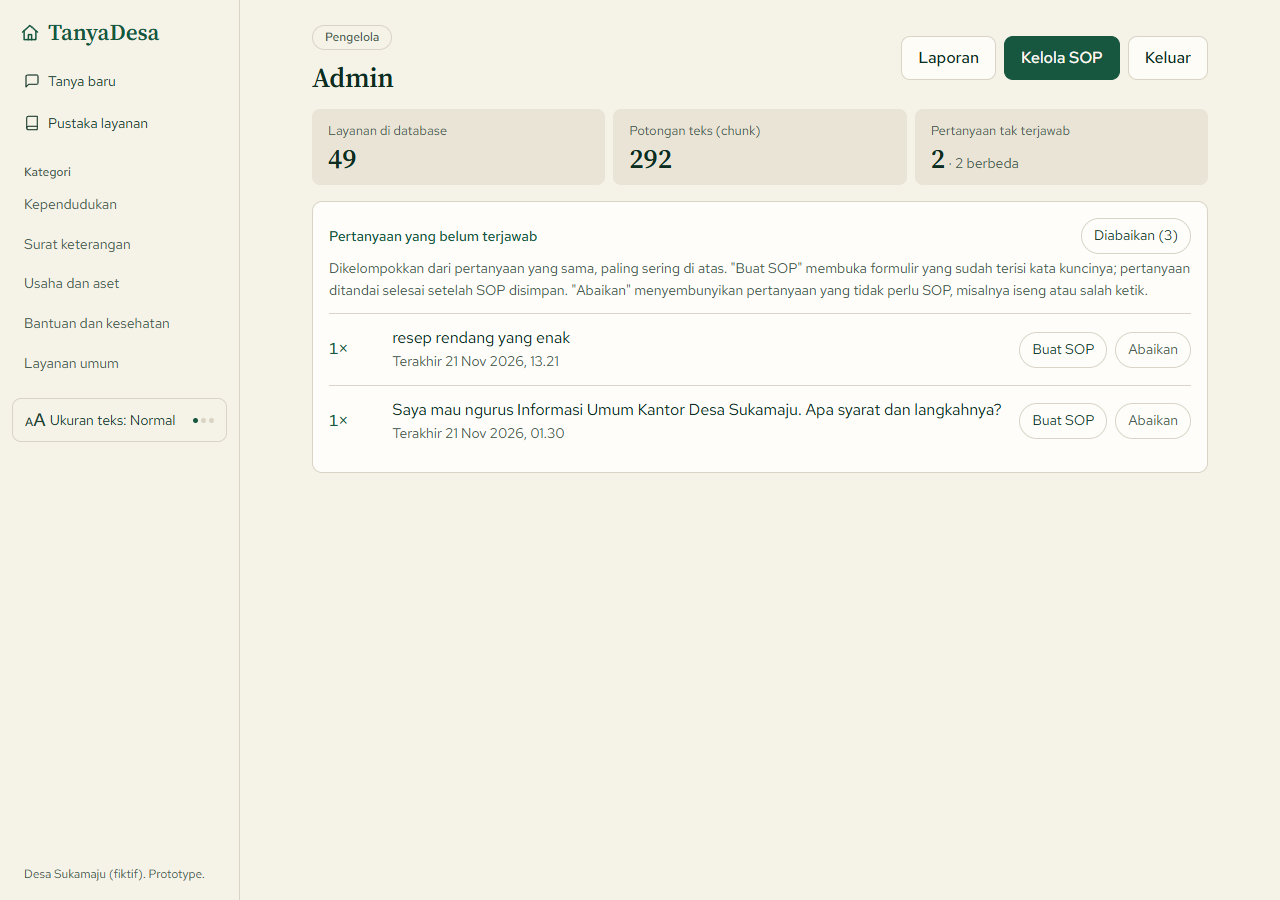 TanyaDesa
Tanya baru
Pustaka layanan
Kategori
Kependudukan
Surat keterangan
Usaha dan aset
Bantuan dan kesehatan
Layanan umum
AA Ukuran teks: Normal
Desa Sukamaju (fiktif). Prototype.
Pengelola
Admin
Laporan
Kelola SOP
Keluar
Layanan di database
49
Potongan teks (chunk)
292
Pertanyaan tak terjawab
2 · 2 berbeda
Pertanyaan yang belum terjawab
Diabaikan (3)
Dikelompokkan dari pertanyaan yang sama, paling sering di atas. "Buat SOP" membuka formulir yang sudah terisi kata kuncinya; pertanyaan
ditandai selesai setelah SOP disimpan. "Abaikan" menyembunyikan pertanyaan yang tidak perlu SOP, misalnya iseng atau salah ketik.
1×
resep rendang yang enak
Terakhir 21 Nov 2026, 13.21
Buat SOP
Abaikan
1×
Saya mau ngurus Informasi Umum Kantor Desa Sukamaju. Apa syarat dan langkahnya?
Terakhir 21 Nov 2026, 01.30
Buat SOP
Abaikan